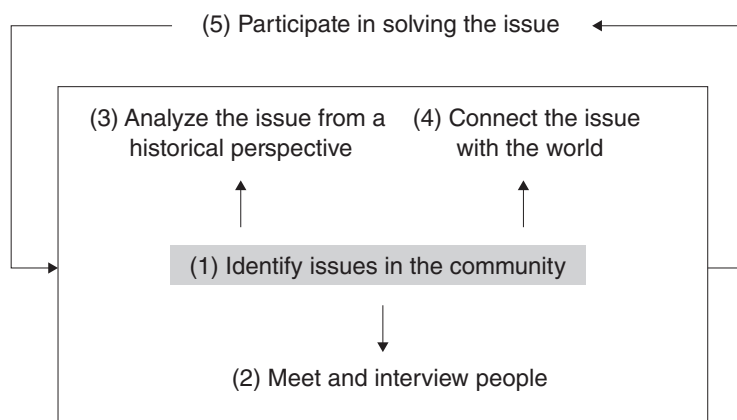 (5) Participate in solving the issue
(3) Analyze the issue from a
historical perspective
(4) Connect the issue
with the world
(1) Identify issues in the community
(2) Meet and interview people